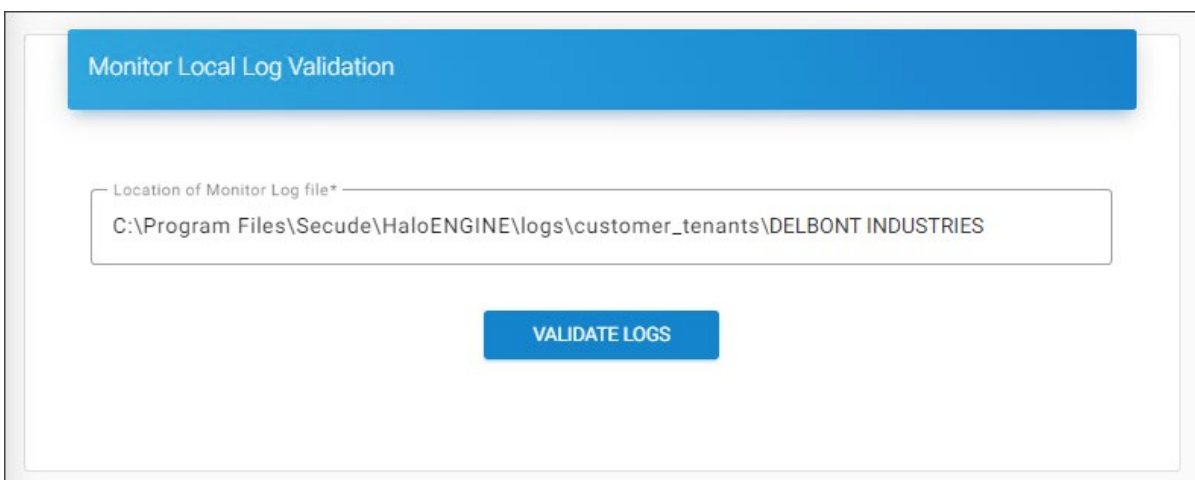 Monitor Local Log Validation
Location of Monitor Log file*
C:\Program Files\Secude\HaloENGINE\logs\customer_tenants\DELBONT INDUSTRIES
VALIDATE LOGS